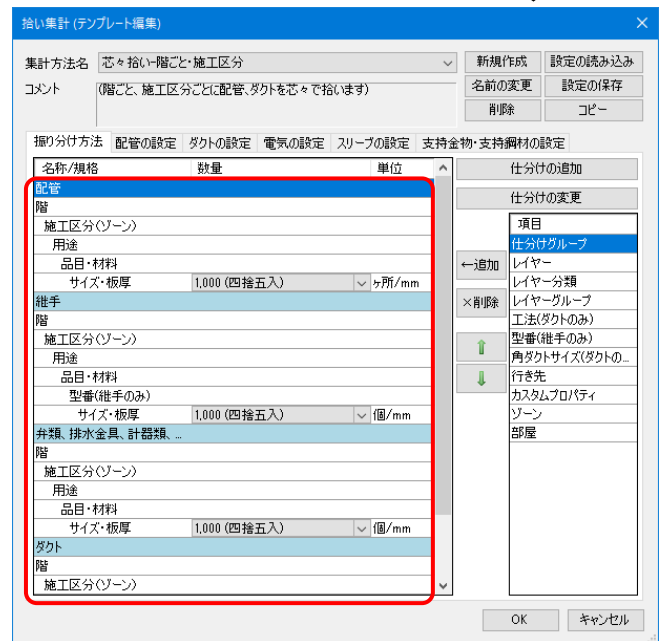 拾い集計 (テンプレート編集)
集計方法名 芯々拾い-階ごと・施工区分 新規作成 設定の読み込み
コメント (階ごと、施工区分ごとに配管、ダクトを芯々で拾います) 名前の変更 設定の保存
削除 コピー
振り分け方法 配管の設定 ダクトの設定 電気の設定 スリーブの設定 支持金物・支持鋼材の設定
名称/規格 数量 単位
配管
階
施工区分(ゾーン)
用途
品目・材料
サイズ・板厚 1,000 (四捨五入) ヶ所/mm
継手
階
施工区分(ゾーン)
用途
品目・材料
型番(継手のみ)
サイズ・板厚 1,000 (四捨五入) 個/mm
弁類、排水金具、計器類、...
階
施工区分(ゾーン)
用途
品目・材料
サイズ・板厚 1,000 (四捨五入) 個/mm
ダクト
階
施工区分(ゾーン)
仕分けの追加
仕分けの変更
←追加
×削除
項目
仕分けグループ
レイヤー
レイヤー分類
レイヤーグループ
工法(ダクトのみ)
型番(継手のみ)
角ダクトサイズ(ダクトの...
行き先
カスタムプロパティ
ゾーン
部屋
OK キャンセル